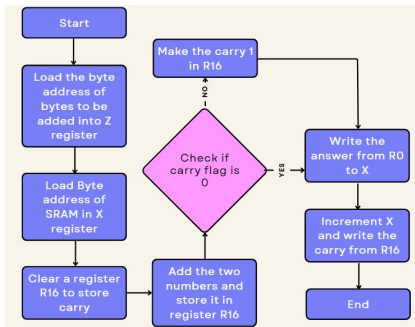 Start
Load the byte
address of
bytes to be
added into Z
register
Load Byte
address of
SRAM in X
register
Clear a register
R16 to store
carry
Add the two
numbers and
store it in
register R16
Check if
carry flag is
0
NO
Make the carry 1
in R16
YES
Write the
answer from R0
to X
Increment X
and write the
carry from R16
End